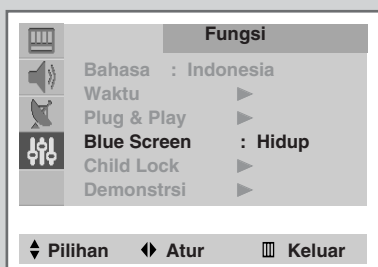 Fungsi
Bahasa : Indonesia
Waktu
Plug & Play
Blue Screen : Hidup
Child Lock
Demonstrsi
Pilihan Atur Keluar